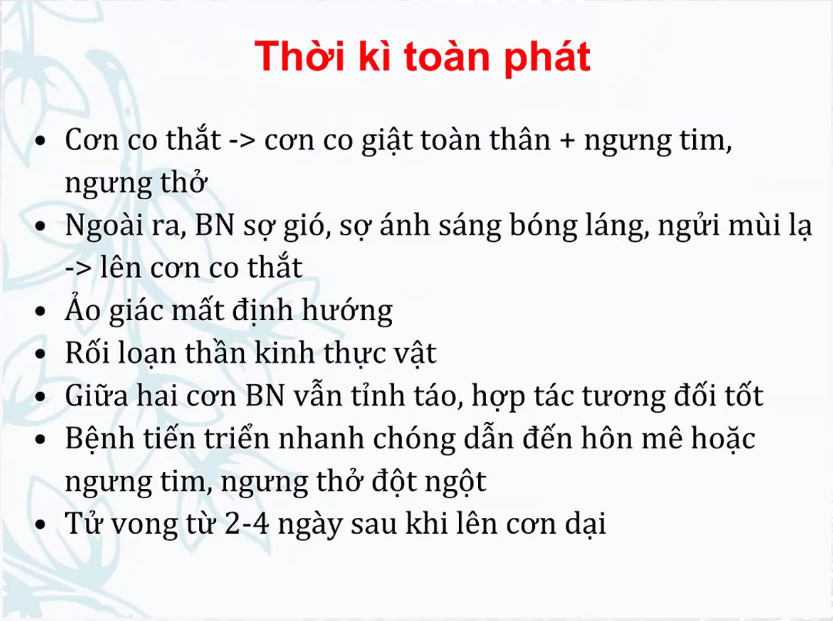 Thời kì toàn phát
• Cơn co thắt -> cơn co giật toàn thân + ngưng tim,
ngưng thở
• Ngoài ra, BN sợ gió, sợ ánh sáng bóng láng, ngửi mùi lạ
-> lên cơn co thắt
• Ảo giác mất định hướng
• Rối loạn thần kinh thực vật
• Giữa hai cơn BN vẫn tỉnh táo, hợp tác tương đối tốt
• Bệnh tiến triển nhanh chóng dẫn đến hôn mê hoặc
ngưng tim, ngưng thở đột ngột
• Tử vong từ 2-4 ngày sau khi lên cơn dại